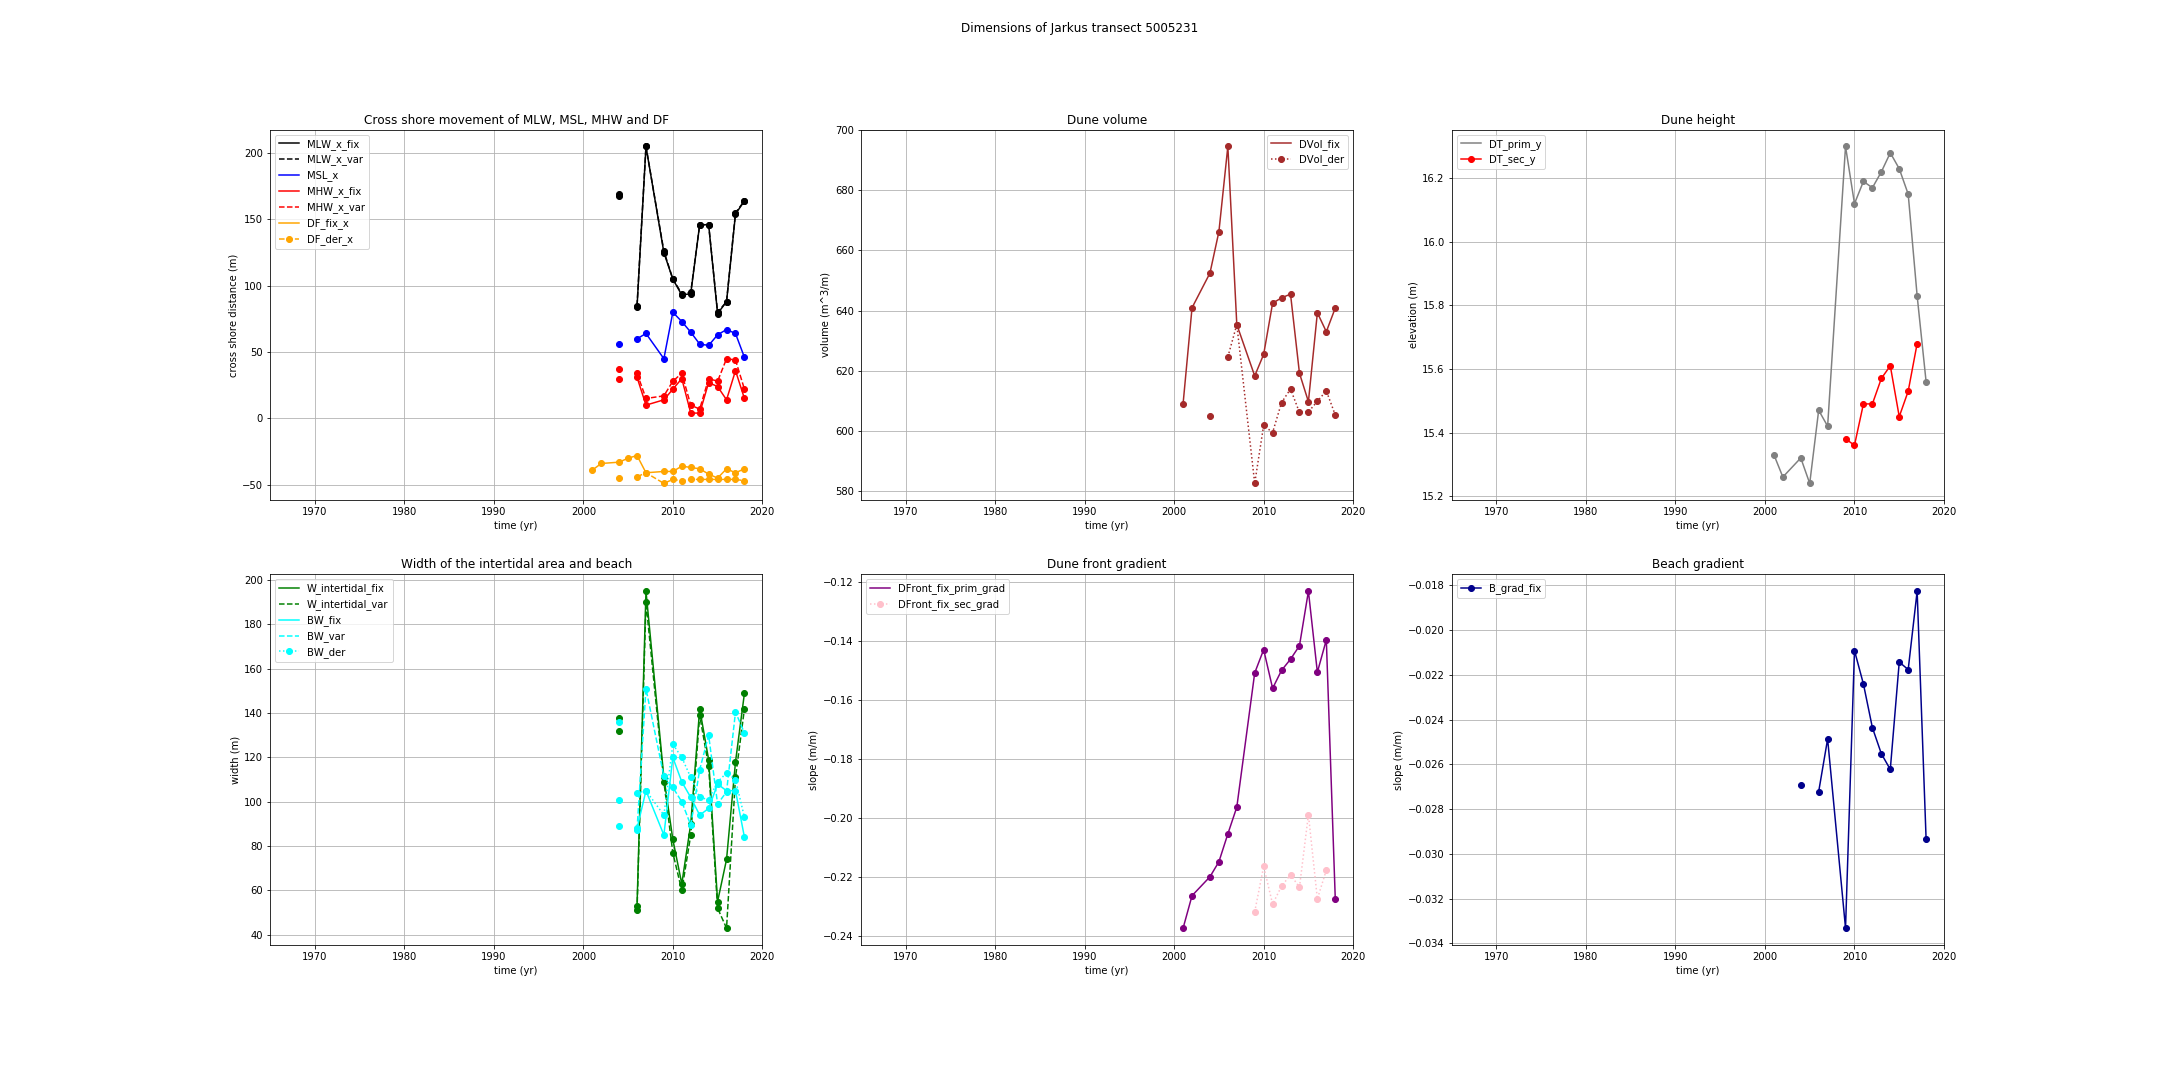 Dimensions of Jarkus transect 5005231
Cross shore movement of MLW, MSL, MHW and DF
MLW_x_fix
MLW_x_var
MSL_x
MHW_x_fix
MHW_x_var
DF_fix_x
DF_der_x
200
150
100
50
0
−50
cross shore distance (m)
1970 1980 1990 2000 2010 2020
time (yr)
Dune volume
DVol_fix
DVol_der
700
680
660
640
620
600
580
volume (m^3/m)
1970 1980 1990 2000 2010 2020
time (yr)
Dune height
DT_prim_y
DT_sec_y
16.2
16.0
15.8
15.6
15.4
15.2
elevation (m)
1970 1980 1990 2000 2010 2020
time (yr)
Width of the intertidal area and beach
W_intertidal_fix
W_intertidal_var
BW_fix
BW_var
BW_der
200
180
160
140
120
100
80
60
40
width (m)
1970 1980 1990 2000 2010 2020
time (yr)
Dune front gradient
DFront_fix_prim_grad
DFront_fix_sec_grad
−0.12
−0.14
−0.16
−0.18
−0.20
−0.22
−0.24
slope (m/m)
1970 1980 1990 2000 2010 2020
time (yr)
Beach gradient
B_grad_fix
−0.018
−0.020
−0.022
−0.024
−0.026
−0.028
−0.030
−0.032
−0.034
slope (m/m)
1970 1980 1990 2000 2010 2020
time (yr)